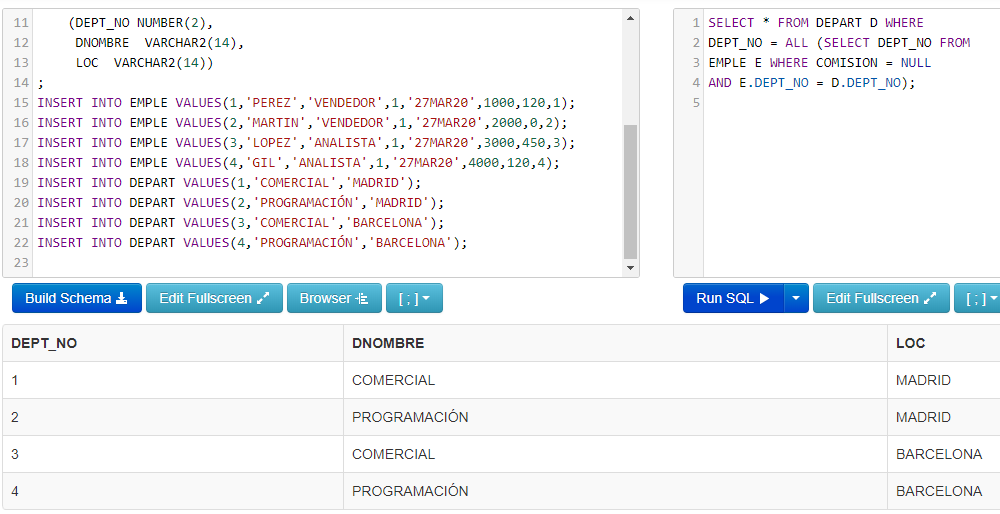 11 (DEPT_NO NUMBER(2),
12 DNOMBRE VARCHAR2(14),
13 LOC VARCHAR2(14))
14 ;
15 INSERT INTO EMPLE VALUES(1,'PEREZ','VENDEDOR',1,'27MAR20',1000,120,1);
16 INSERT INTO EMPLE VALUES(2,'MARTIN','VENDEDOR',1,'27MAR20',2000,0,2);
17 INSERT INTO EMPLE VALUES(3,'LOPEZ','ANALISTA',1,'27MAR20',3000,450,3);
18 INSERT INTO EMPLE VALUES(4,'GIL','ANALISTA',1,'27MAR20',4000,120,4);
19 INSERT INTO DEPART VALUES(1,'COMERCIAL','MADRID');
20 INSERT INTO DEPART VALUES(2,'PROGRAMACIÓN','MADRID');
21 INSERT INTO DEPART VALUES(3,'COMERCIAL','BARCELONA');
22 INSERT INTO DEPART VALUES(4,'PROGRAMACIÓN','BARCELONA');
23
1 SELECT * FROM DEPART D WHERE
2 DEPT_NO = ALL (SELECT DEPT_NO FROM
3 EMPLE E WHERE COMISION = NULL
4 AND E.DEPT_NO = D.DEPT_NO);
5
Build Schema Edit Fullscreen Browser [ ; ]
Run SQL Edit Fullscreen [ ; ]
DEPT_NO DNOMBRE LOC
1 COMERCIAL MADRID
2 PROGRAMACIÓN MADRID
3 COMERCIAL BARCELONA
4 PROGRAMACIÓN BARCELONA